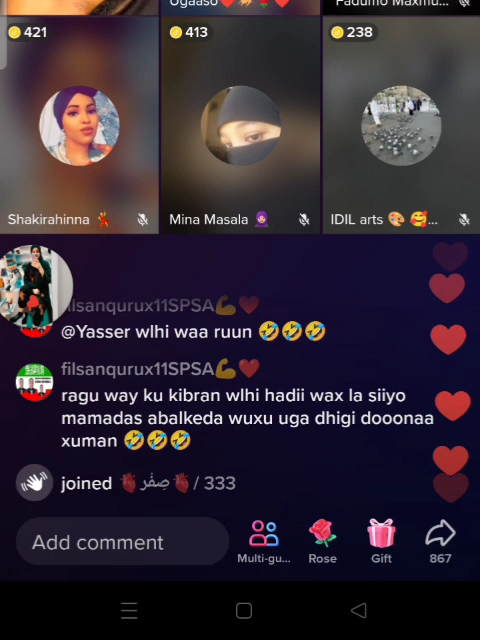 Ugaaso❤️
Fadumo Maxmu...
421
413
238
Shakirahinna 💃
Mina Masala 🧕🏻
IDIL arts 🎨 🥰...
filsanqurux11SPSA💪❤️
@Yasser wlhi waa ruun 🤣🤣🤣
filsanqurux11SPSA💪❤️
ragu way ku kibran wlhi hadii wax la siiyo
mamadas abalkeda wuxu uga dhigi dooonaa
xuman 🤣🤣🤣
joined 🫀صِفْر🫀/ 333
Add comment
Multi-gu...
Rose
Gift
867